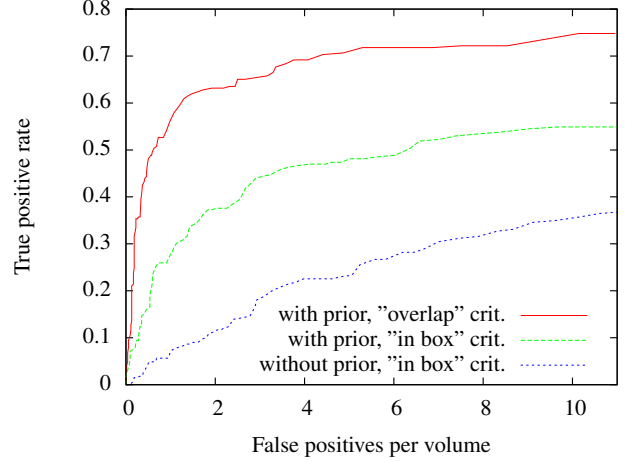 0.8
0.7
0.6
0.5
0.4
0.3
0.2
0.1
0
True positive rate
with prior, "overlap" crit.
with prior, "in box" crit.
without prior, "in box" crit.
0 2 4 6 8 10
False positives per volume